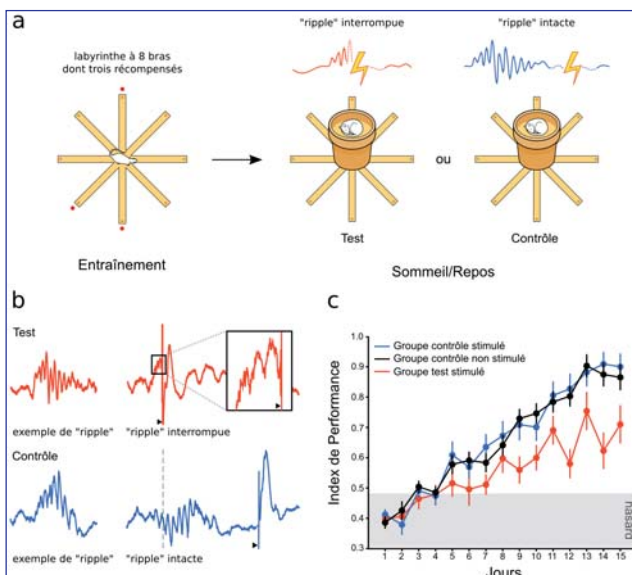 a
"ripple" interrompue
"ripple" intacte
labyrinthe à 8 bras
dont trois récompensés
ou
Test
Contrôle
Entraînement
Sommeil/Repos
b
Test
exemple de "ripple"
"ripple" interrompue
Contrôle
exemple de "ripple"
"ripple" intacte
c
Groupe contrôle stimulé
Groupe contrôle non stimulé
Groupe test stimulé
Index de Performance
1.0
0.9
0.8
0.7
0.6
0.5
0.4
0.3
hasard
1 2 3 4 5 6 7 8 9 10 11 12 13 14 15
Jours